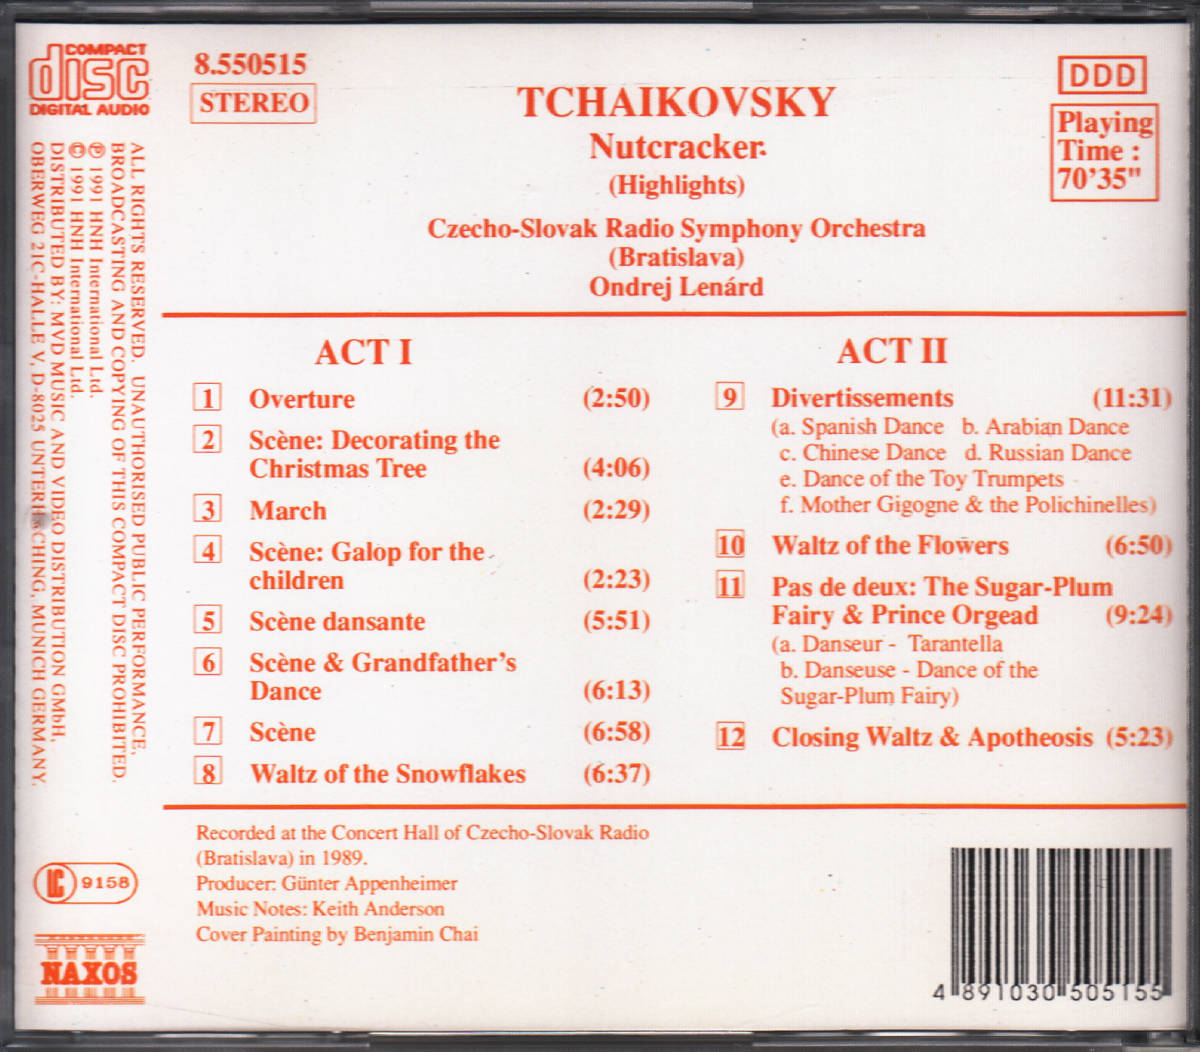 COMPACT
disc
DIGITAL AUDIO
8.550515
STEREO
TCHAIKOVSKY
Nutcracker
(Highlights)
Czecho-Slovak Radio Symphony Orchestra
(Bratislava)
Ondrej Lenárd
DDD
Playing
Time :
70'35"
ALL RIGHTS RESERVED. UNAUTHORISED PUBLIC PERFORMANCE,
BROADCASTING AND COPYING OF THIS COMPACT DISC PROHIBITED.
℗ 1991 HNH International Ltd.
© 1991 HNH International Ltd.
DISTRIBUTED BY: MVD MUSIC AND VIDEO DISTRIBUTION GMbH,
OBERWEG 21C-HALLE V, D-8025 MUNICH GERMANY.
ACT I
1 Overture (2:50)
2 Scène: Decorating the
Christmas Tree (4:06)
3 March (2:29)
4 Scène: Galop for the
children (2:23)
5 Scène dansante (5:51)
6 Scène & Grandfather's
Dance (6:13)
7 Scène (6:58)
8 Waltz of the Snowflakes (6:37)
ACT II
9 Divertissements (11:31)
(a. Spanish Dance b. Arabian Dance
c. Chinese Dance d. Russian Dance
e. Dance of the Toy Trumpets
f. Mother Gigogne & the Polichinelles)
10 Waltz of the Flowers (6:50)
11 Pas de deux: The Sugar-Plum
Fairy & Prince Orgead (9:24)
(a. Danseur - Tarantella
b. Danseuse - Dance of the
Sugar-Plum Fairy)
12 Closing Waltz & Apotheosis (5:23)
Recorded at the Concert Hall of Czecho-Slovak Radio
(Bratislava) in 1989.
Producer: Günter Appenheimer
Music Notes: Keith Anderson
Cover Painting by Benjamin Chai
LC 9158
NAXOS
4 891030 505155